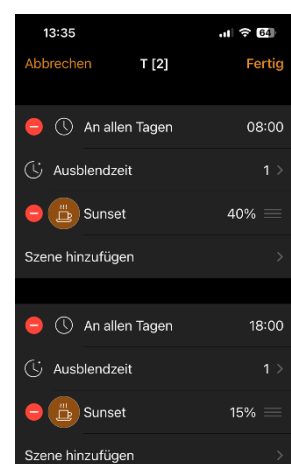 13:35 64
Abbrechen T [2] Fertig
An allen Tagen 08:00
Ausblendzeit 1
Sunset 40%
Szene hinzufügen
An allen Tagen 18:00
Ausblendzeit 1
Sunset 15%
Szene hinzufügen